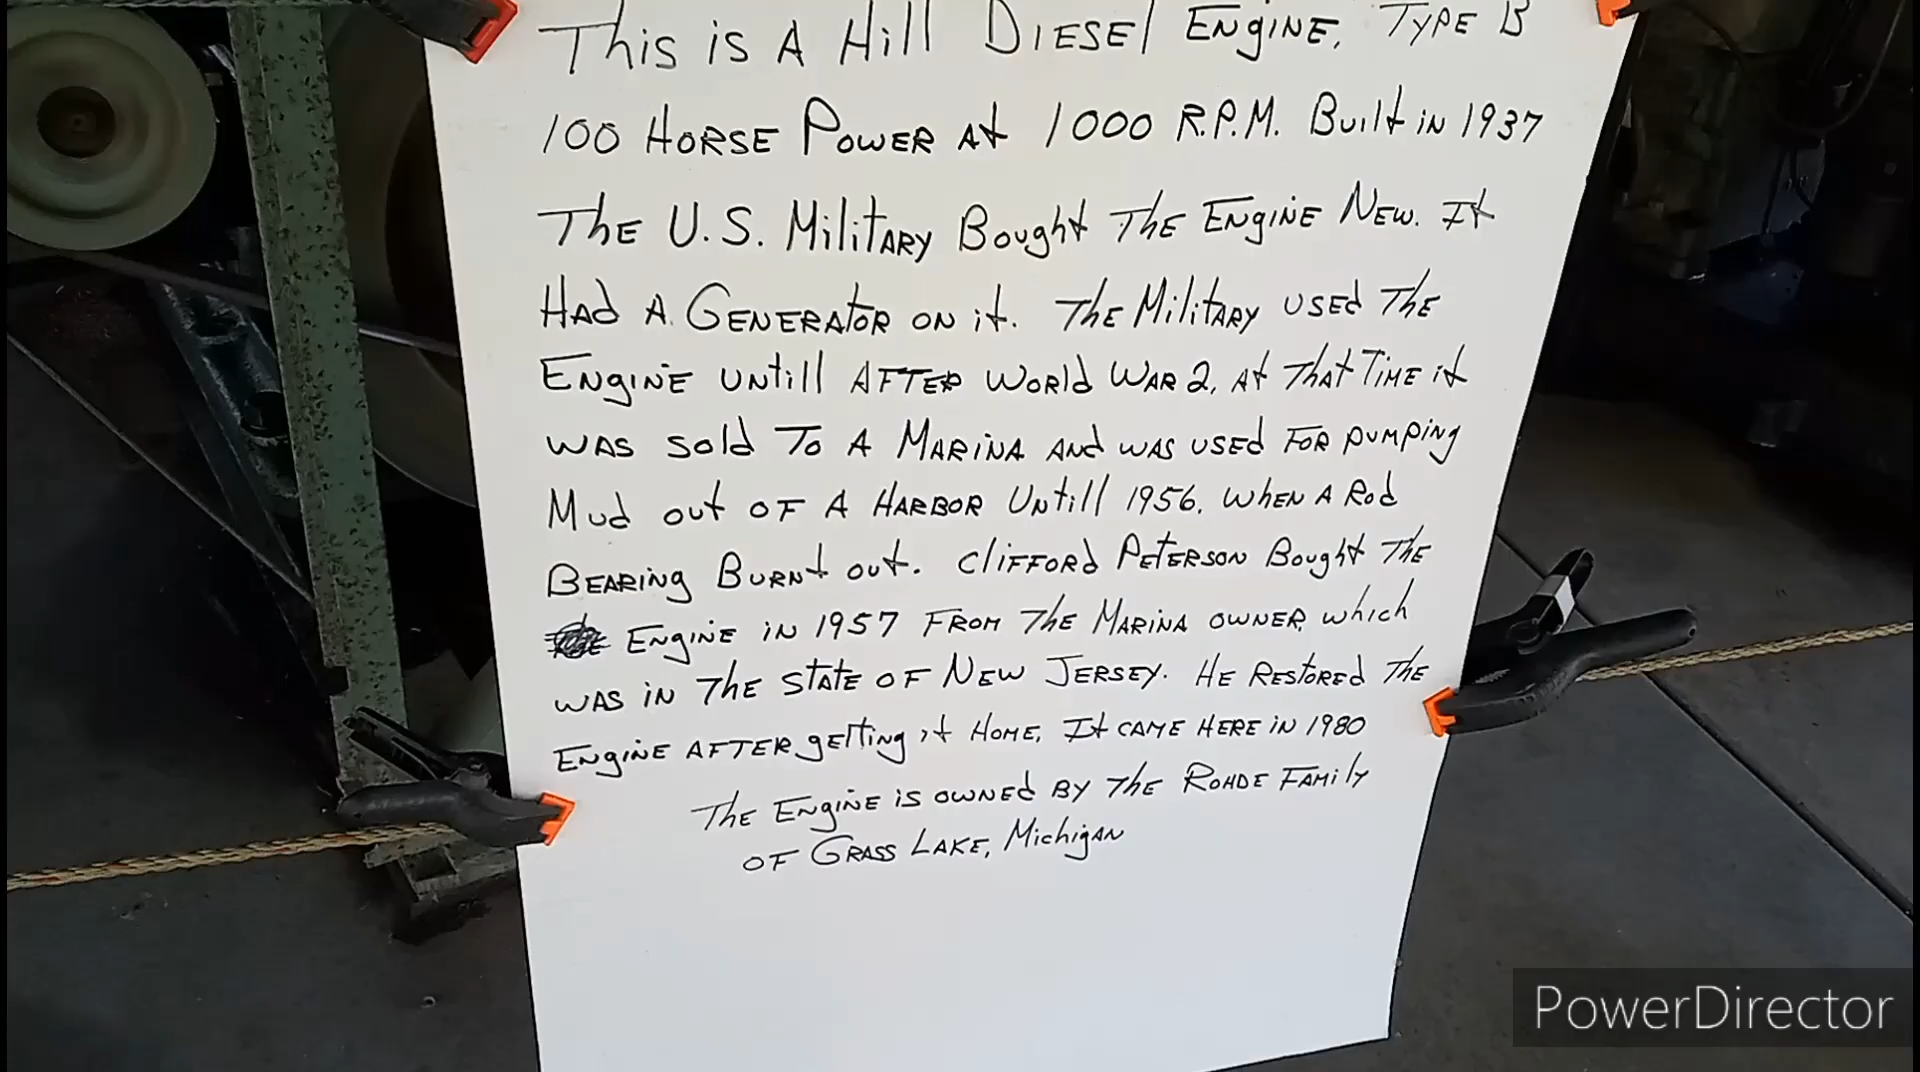 This is A Hill Diesel Engine, Type B
100 Horse Power at 1000 R.P.M. Built in 1937
The U.S. Military Bought The Engine New. It
Had A Generator on it. The Military used The
Engine untill After World War 2, At That Time it
was sold To A Marina and was used for pumping
Mud out of A Harbor Untill 1956, when A Rod
Bearing Burnt out. Clifford Peterson Bought The
Engine in 1957 From The Marina owner, which
was in The State of New Jersey. He Restored The
Engine after getting it Home, It came Here in 1980
The Engine is owned By The Rohde Family
of Grass Lake, Michigan
PowerDirector